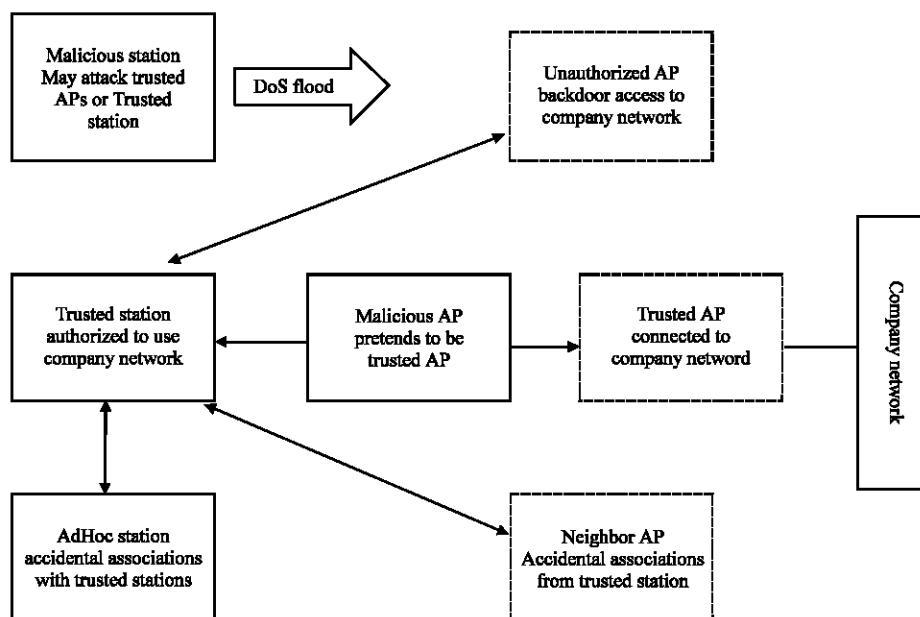 Malicious station
May attack trusted
APs or Trusted
station
DoS flood
Unauthorized AP
backdoor access to
company network
Trusted station
authorized to use
company network
Malicious AP
pretends to be
trusted AP
Trusted AP
connected to
company netword
Company network
AdHoc station
accidental associations
with trusted stations
Neighbor AP
Accidental associations
from trusted station